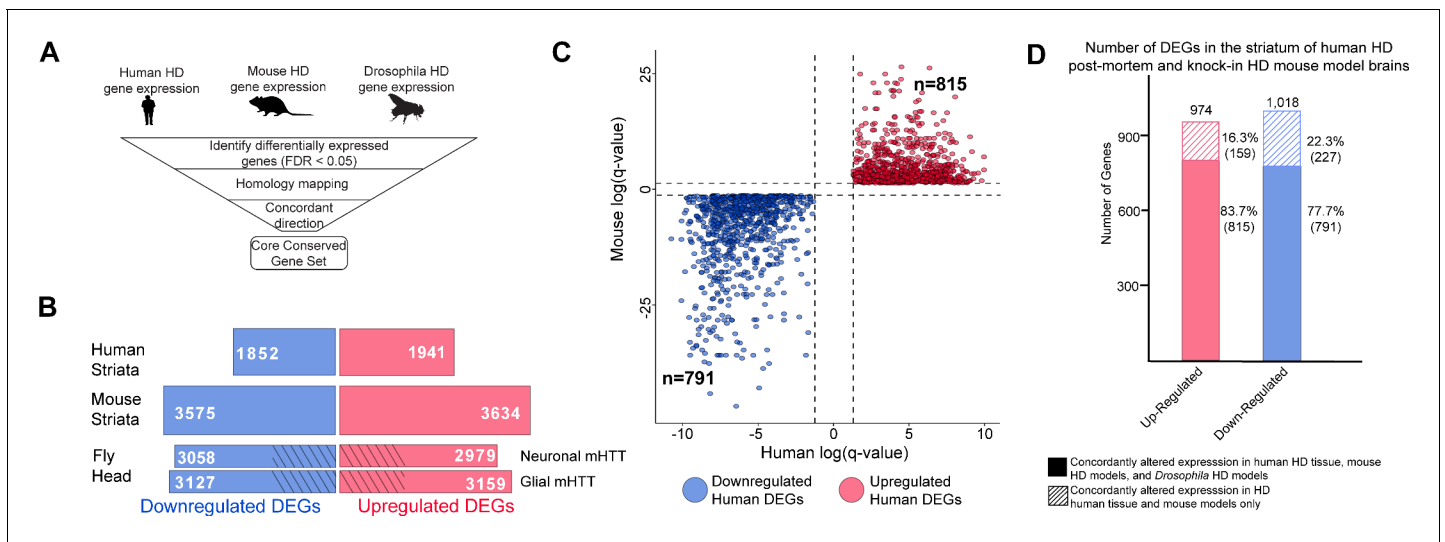 A
Human HD
gene expression
Mouse HD
gene expression
Drosophila HD
gene expression
Identify differentially expressed
genes (FDR < 0.05)
Homology mapping
Concordant
direction
Core Conserved
Gene Set
B
Human
Striata
1852
1941
Mouse
Striata
3575
3634
Fly
Head
3058
2979
Neuronal mHTT
3127
3159
Glial mHTT
Downregulated DEGs
Upregulated DEGs
C
Mouse log(q-value)
25
0
-25
n=815
n=791
-10
-5
0
5
10
Human log(q-value)
Downregulated
Human DEGs
Upregulated
Human DEGs
D
Number of DEGs in the striatum of human HD
post-mortem and knock-in HD mouse model brains
Number of Genes
900
600
300
974
1,018
16.3%
(159)
22.3%
(227)
83.7%
(815)
77.7%
(791)
Up-Regulated
Down-Regulated
Concordantly altered expresssion in human HD tissue, mouse
HD models, and Drosophila HD models
Concordantly altered expresssion in HD
human tissue and mouse models only